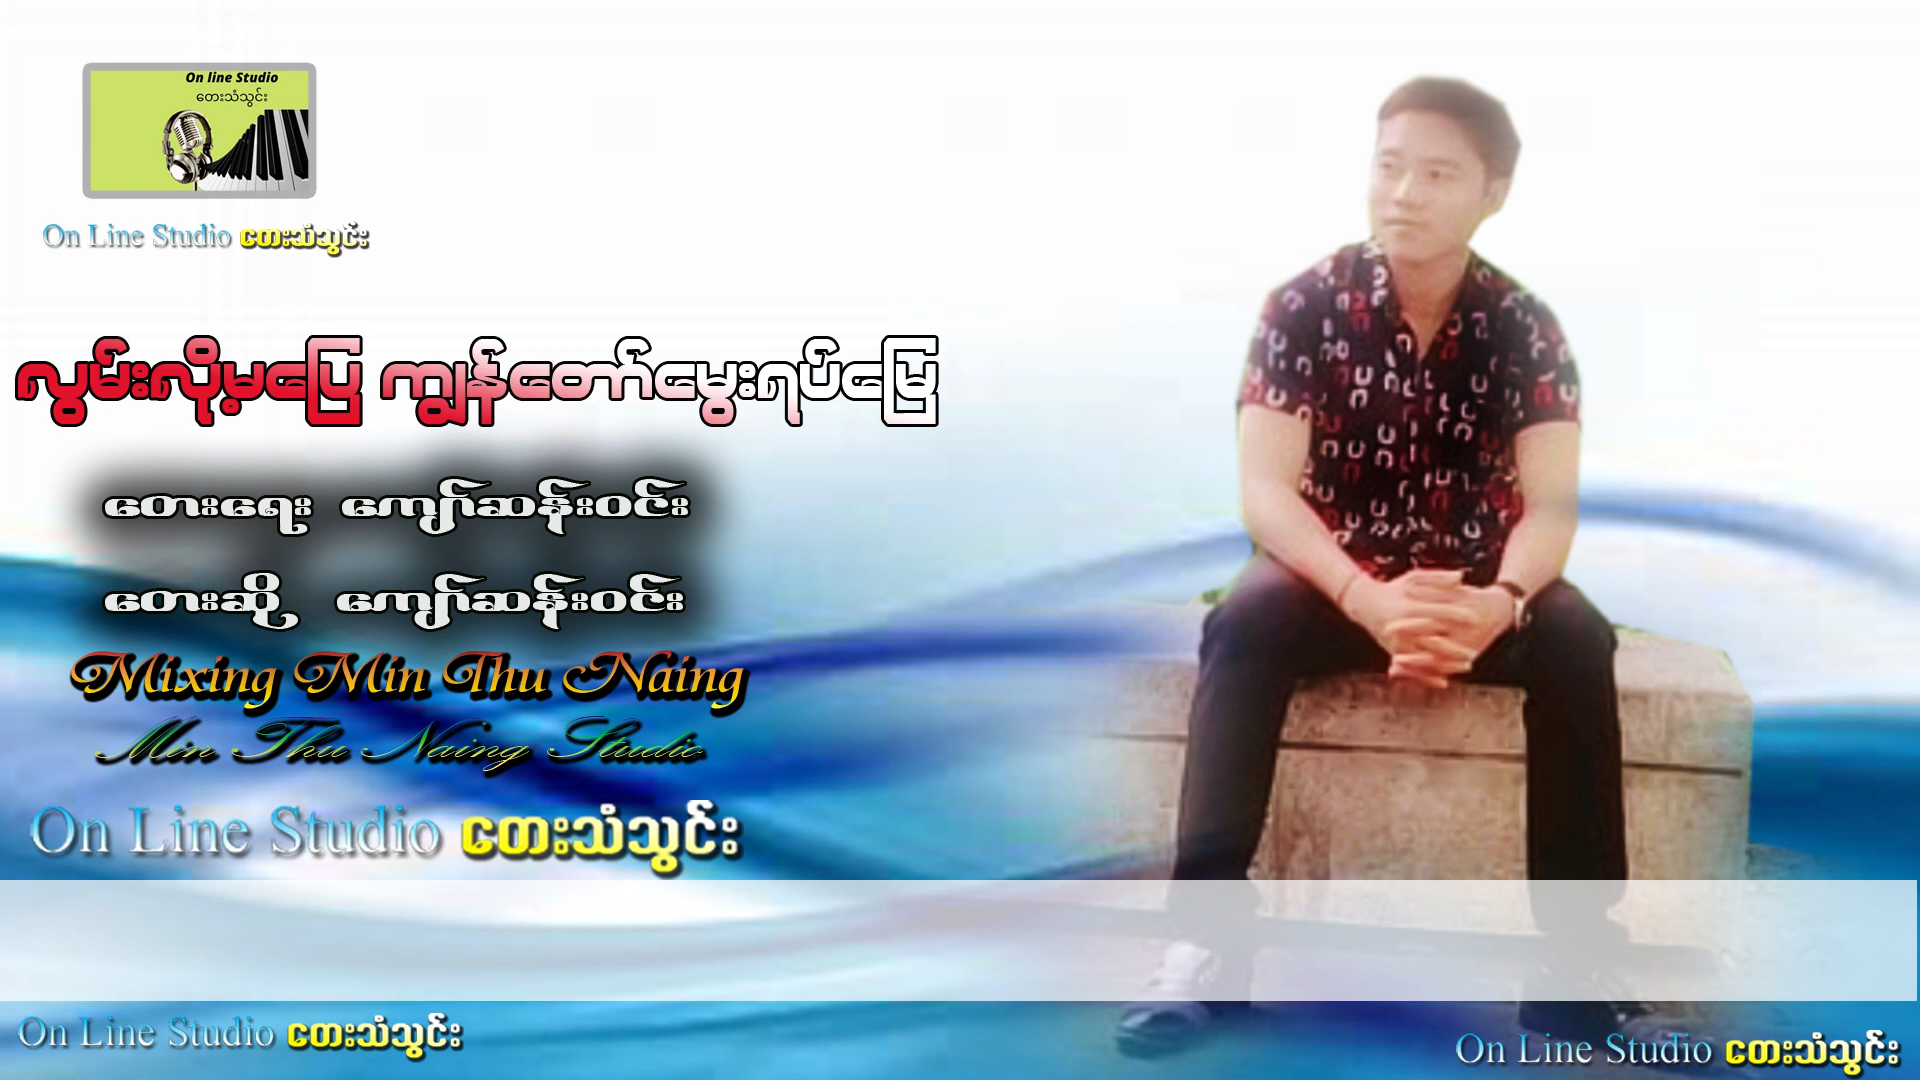 On line Studio
တေးသံသွင်း
On Line Studio တေးသံသွင်း
လွမ်းလို့မပြေ ကျွန်တော်မွေးရပ်မြေ
တေးရေး ကျော်ဆန်းဝင်း
တေးဆို ကျော်ဆန်းဝင်း
Mixing Min Thu Naing
Min Thu Naing Studio
On Line Studio တေးသံသွင်း
On Line Studio တေးသံသွင်း
On Line Studio တေးသံသွင်း